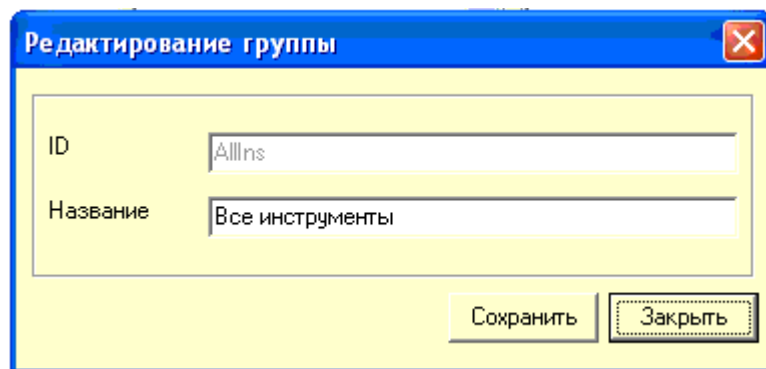 Редактирование группы
ID AllIns
Название Все инструменты
Сохранить Закрыть